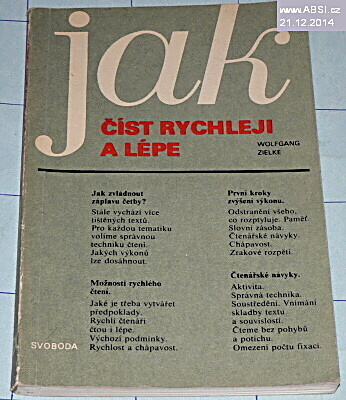 www.ABSI.cz
21.12.2014
jak
ČÍST RYCHLEJI
A LÉPE
WOLFGANG
ZIELKE
Jak zvládnout
záplavu četby?
Stále vychází více
tištěných textů.
Pro každou tematiku
volíme správnou
techniku čtení.
Jakých výkonů
lze dosáhnout.
Možnosti rychlého
čtení.
Jaké je třeba vytvářet
předpoklady.
Rychlí čtenáři
čtou i lépe.
Výchozí podmínky.
Rychlost a chápavost.
První kroky
zvýšení výkonu.
Odstranění všeho,
co rozptyluje. Paměť.
Slovní zásoba.
Čtenářské návyky.
Chápavost.
Zrakové rozpětí.
Čtenářské návyky.
Aktivita.
Správná technika.
Soustředění. Vnímání
skladby textu
a souvislostí.
Čteme bez pohybů
a potichu.
Omezení počtu fixací.
SVOBODA